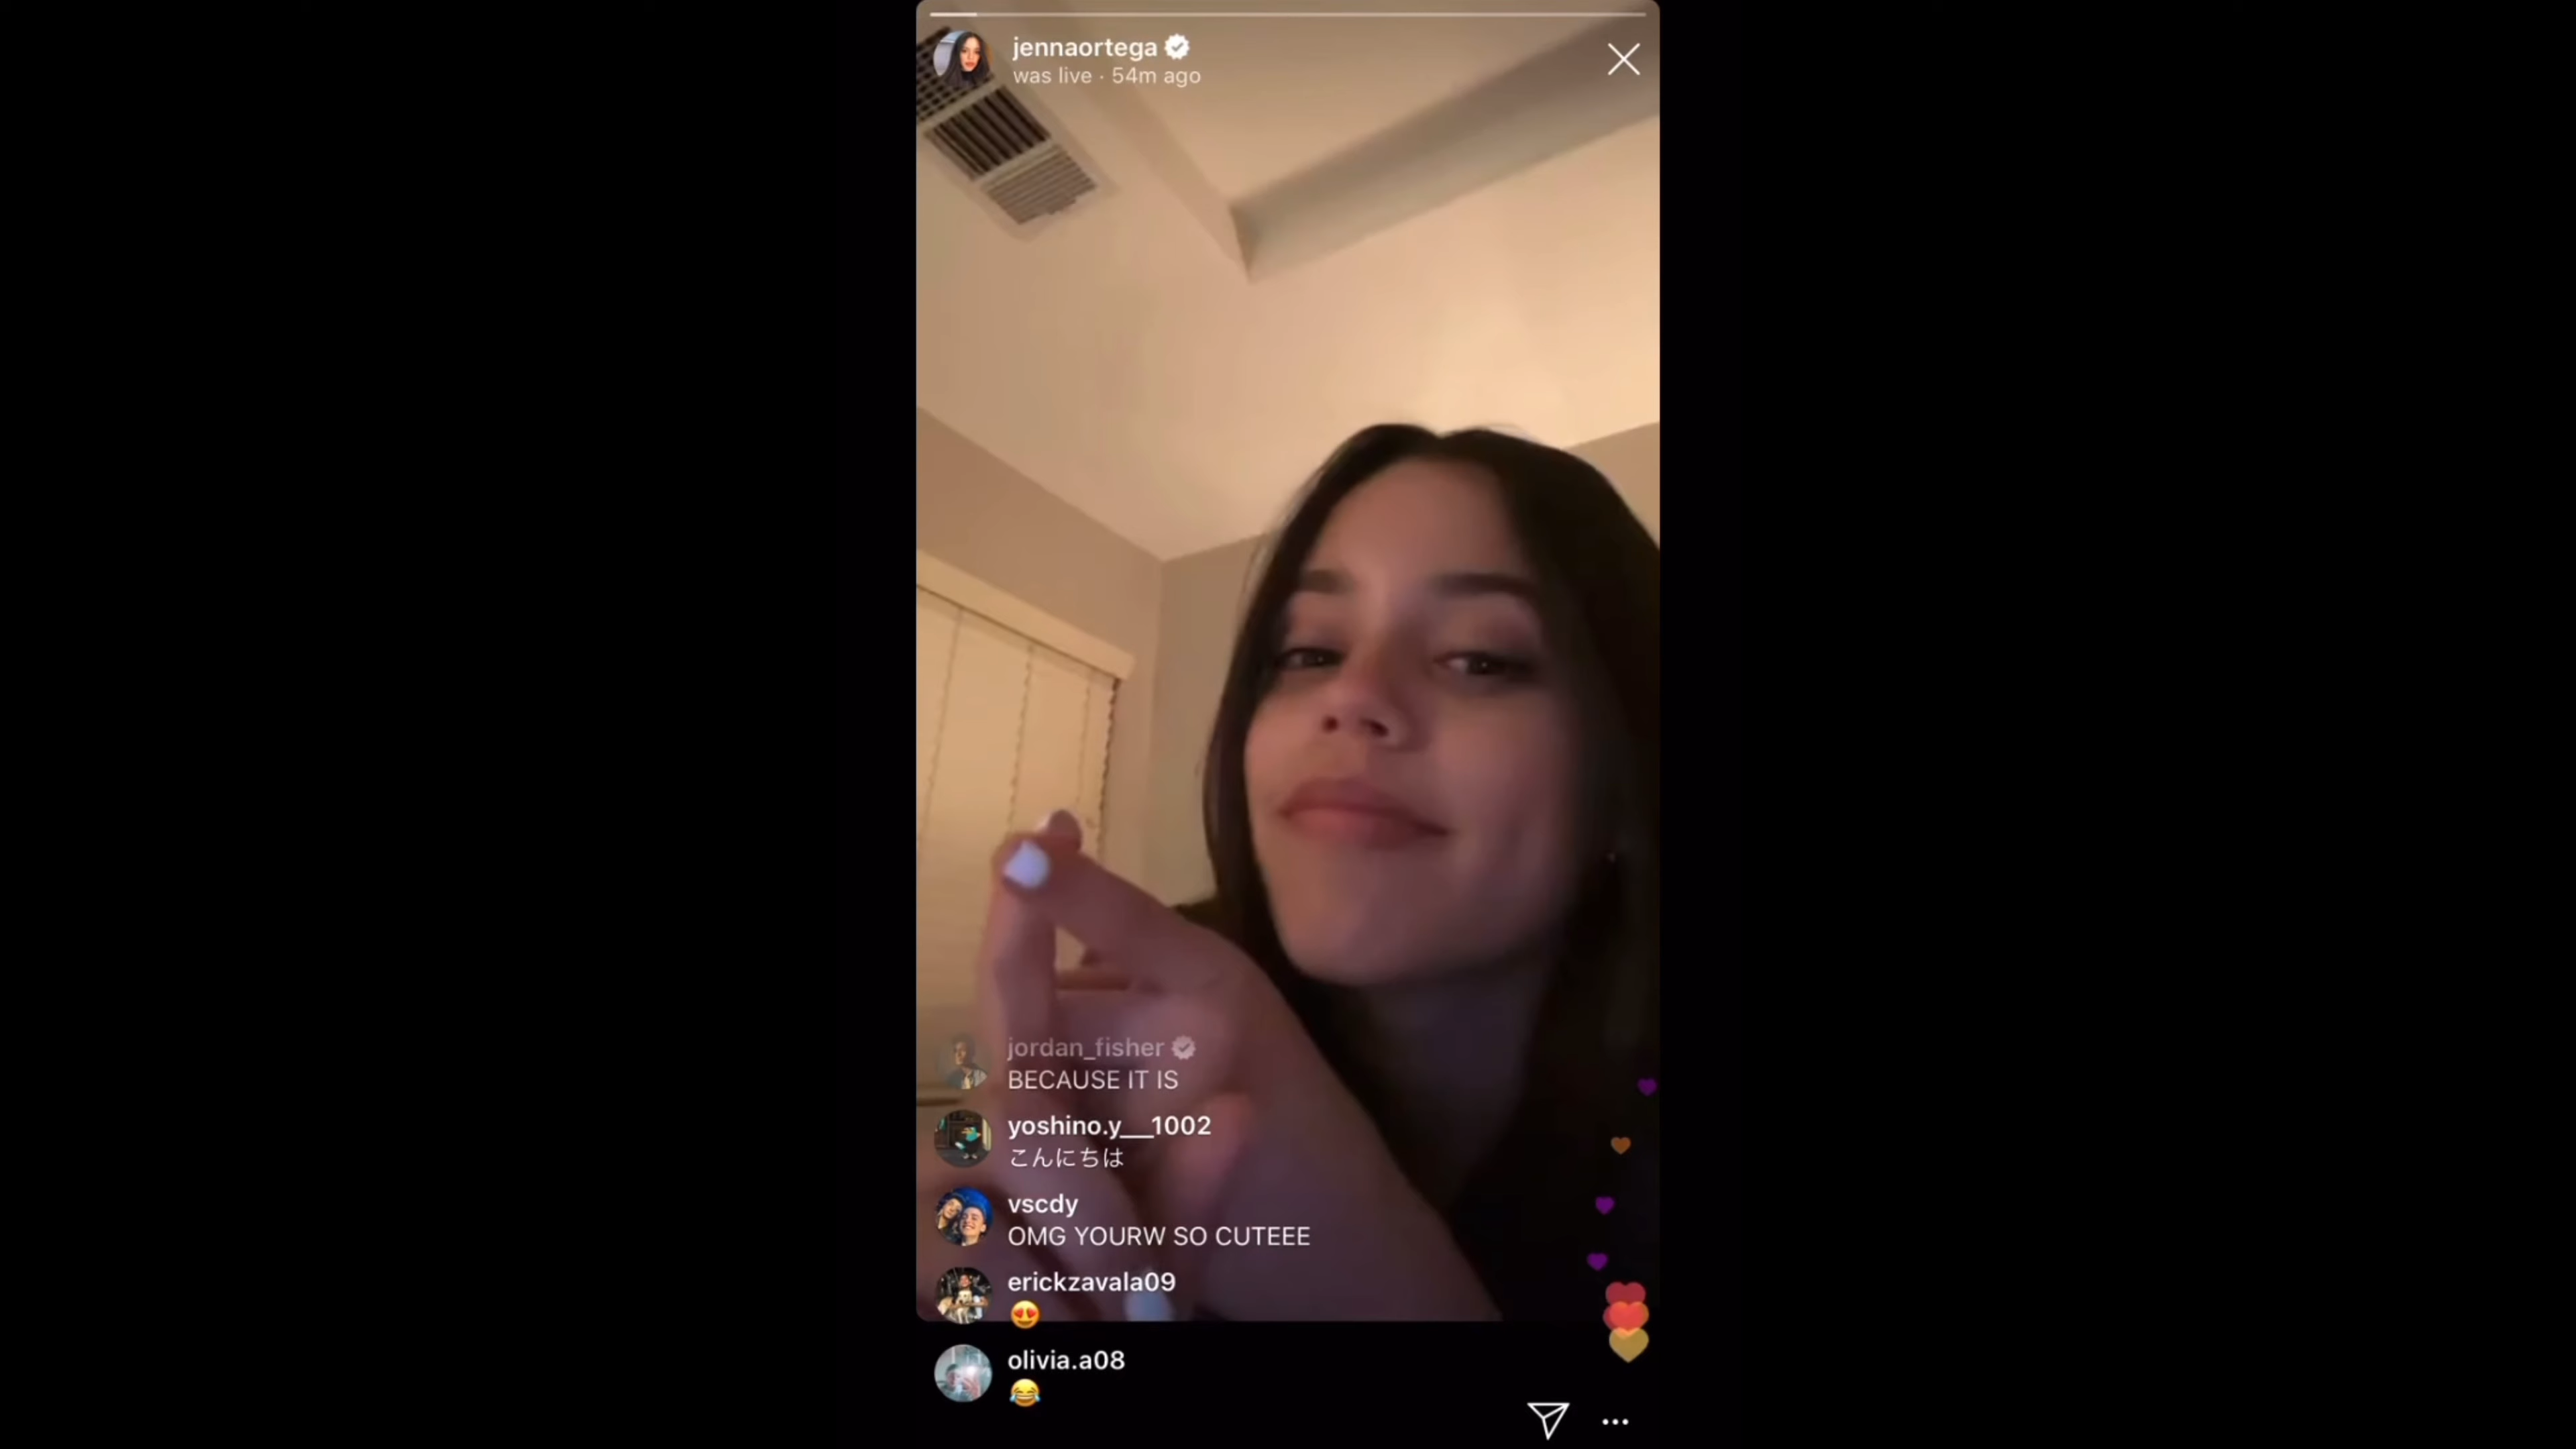 jennaortega
was live · 54m ago
jordan_fisher
BECAUSE IT IS
yoshino.y___1002
こんにちは
vscdy
OMG YOURW SO CUTEEE
erickzavala09
😍
olivia.a08
😂